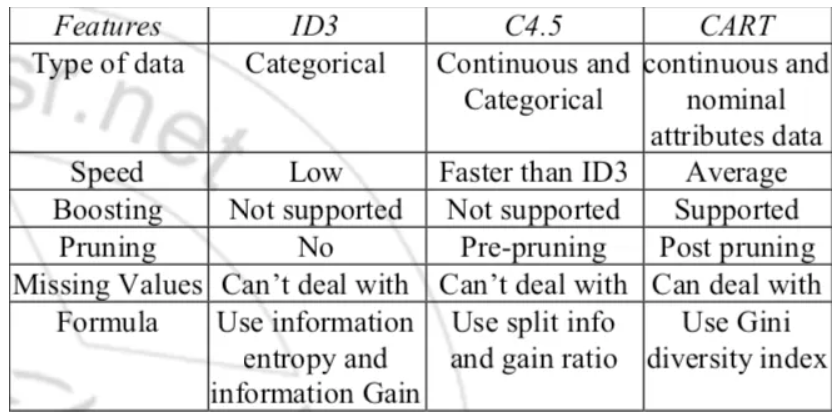 Features ID3 C4.5 CART
Type of data Categorical Continuous and continuous and
Categorical nominal
attributes data
Speed Low Faster than ID3 Average
Boosting Not supported Not supported Supported
Pruning No Pre-pruning Post pruning
Missing Values Can't deal with Can't deal with Can deal with
Formula Use information Use split info Use Gini
entropy and and gain ratio diversity index
information Gain
sr.net